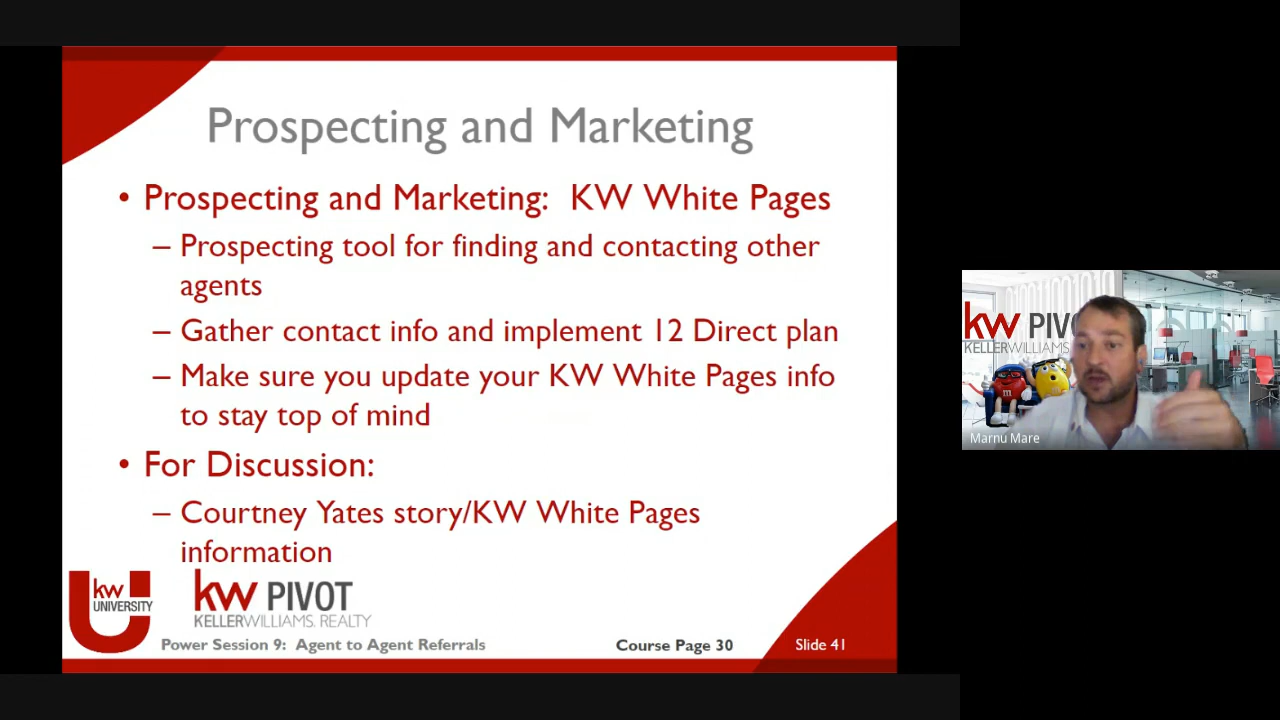 Prospecting and Marketing
• Prospecting and Marketing: KW White Pages
– Prospecting tool for finding and contacting other
agents
– Gather contact info and implement 12 Direct plan
– Make sure you update your KW White Pages info
to stay top of mind
• For Discussion:
– Courtney Yates story/KW White Pages
information
kw
UNIVERSITY
kw PIVOT
KELLERWILLIAMS. REALTY
Power Session 9: Agent to Agent Referrals
Course Page 30
Slide 41
kw PIV
KELLERWILLIAMS
m
Marnu Mare